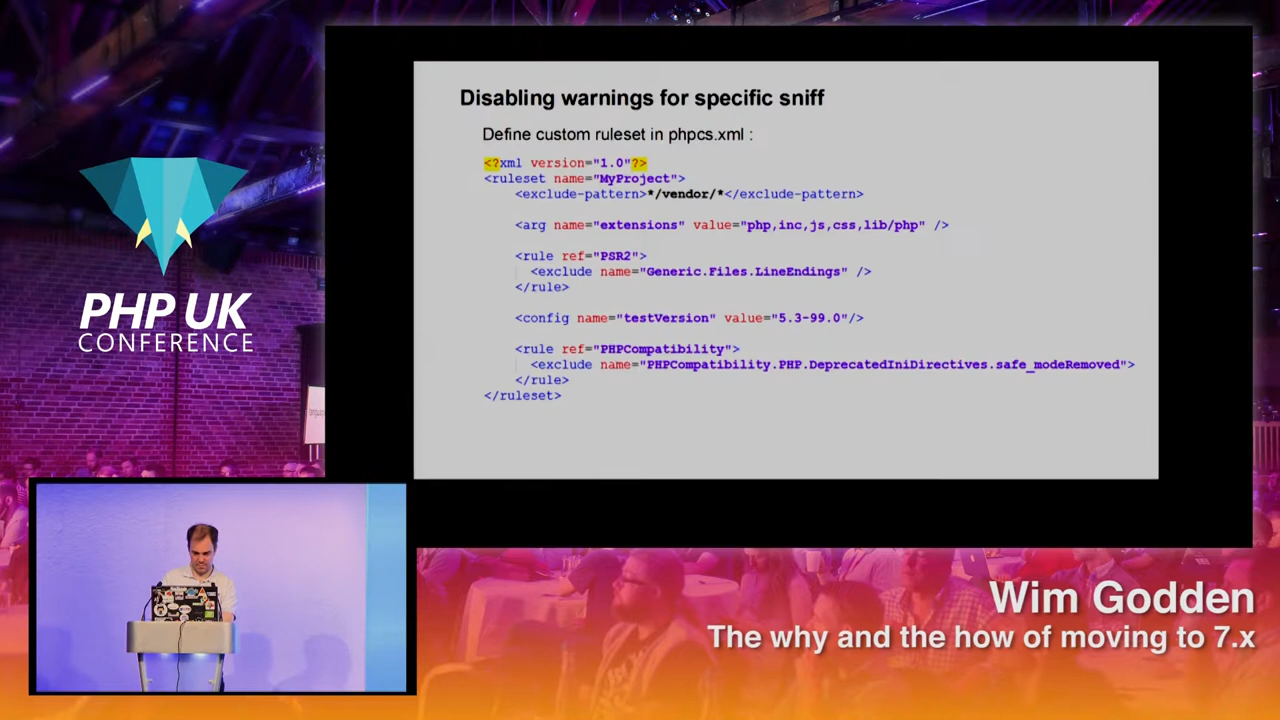 PHP UK
CONFERENCE
Disabling warnings for specific sniff
Define custom ruleset in phpcs.xml :
<?xml version="1.0"?>
<ruleset name="MyProject">
<exclude-pattern>*/vendor/*</exclude-pattern>
<arg name="extensions" value="php,inc,js,css,lib/php" />
<rule ref="PSR2">
<exclude name="Generic.Files.LineEndings" />
</rule>
<config name="testVersion" value="5.3-99.0"/>
<rule ref="PHPCompatibility">
<exclude name="PHPCompatibility.PHP.DeprecatedIniDirectives.safe_modeRemoved">
</rule>
</ruleset>
Wim Godden
The why and the how of moving to 7.x